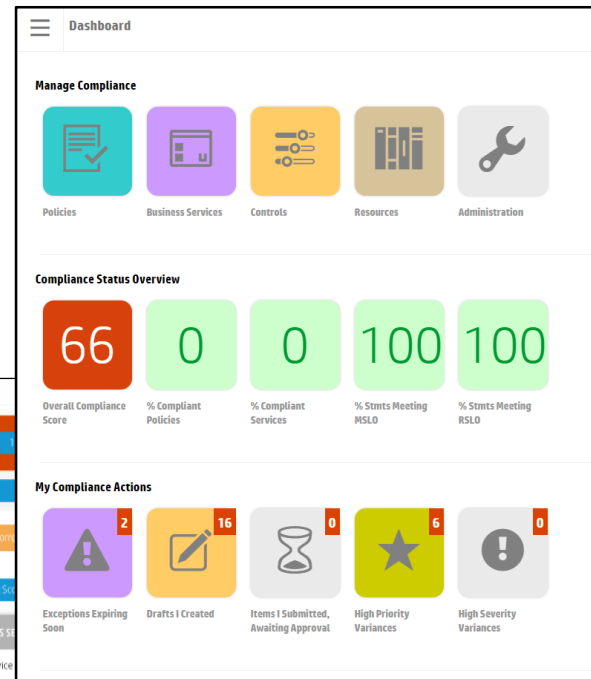 Dashboard
Manage Compliance
Policies
Business Services
Controls
Resources
Administration
Compliance Status Overview
66
0
0
100
100
Overall Compliance
Score
% Compliant
Policies
% Compliant
Services
% Stmts Meeting
MSLO
% Stmts Meeting
RSLO
My Compliance Actions
2
16
0
6
0
Exceptions Expiring
Soon
Drafts I Created
Items I Submitted,
Awaiting Approval
High Priority
Variances
High Severity
Variances